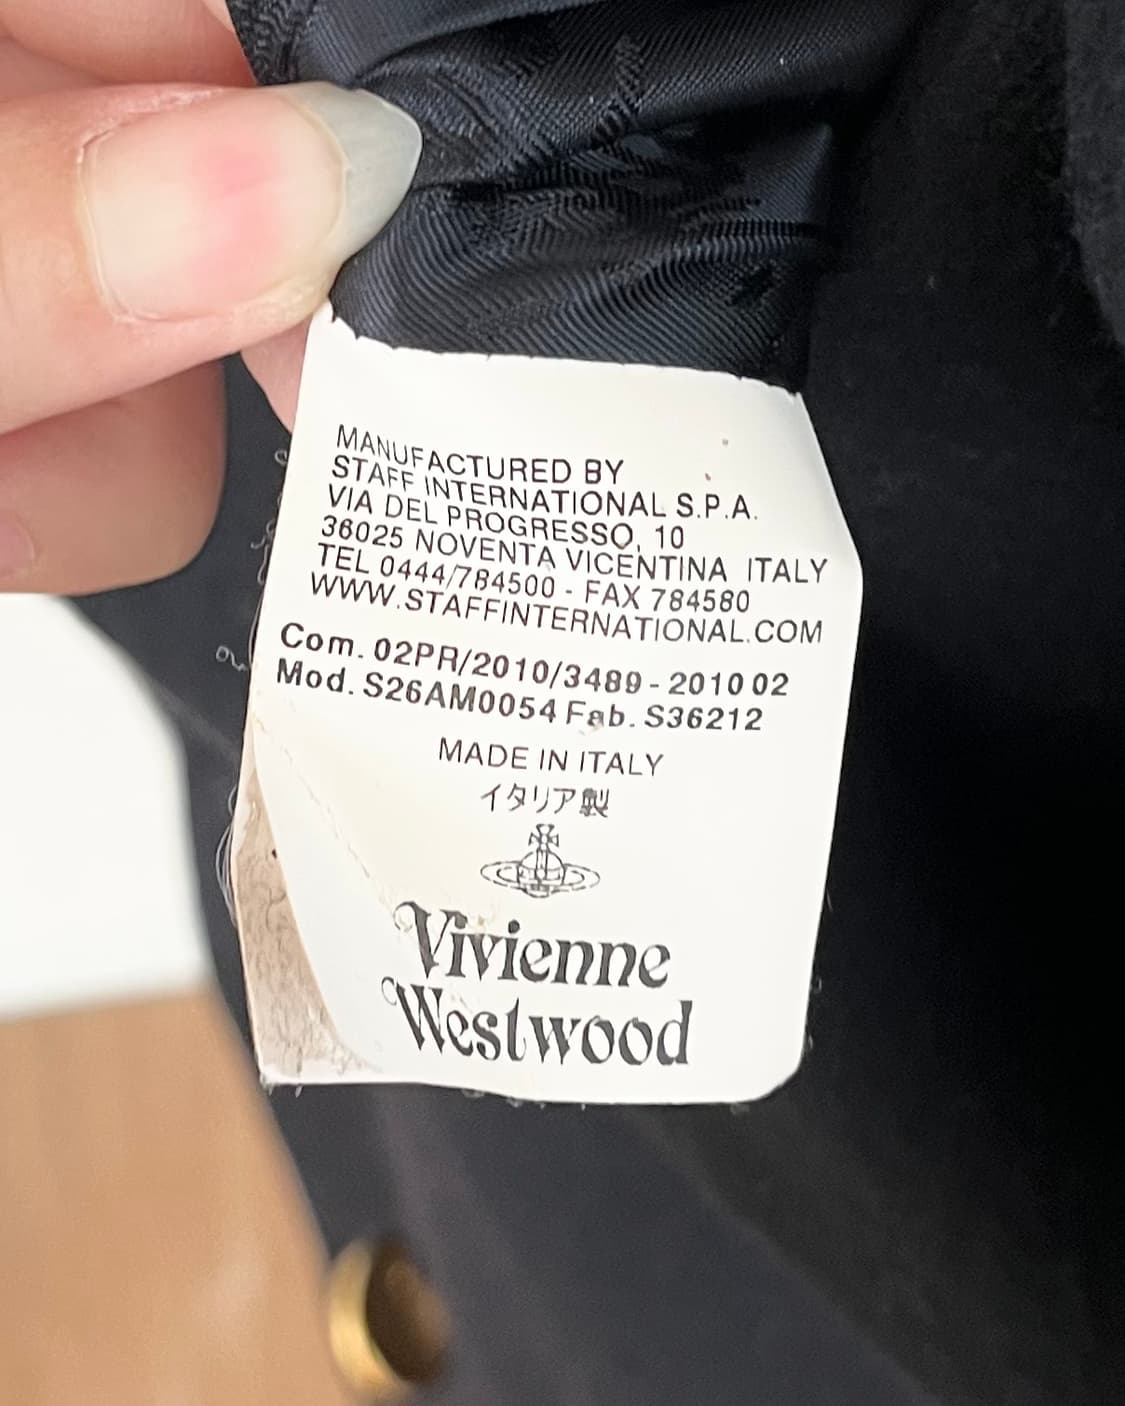 MANUFACTURED BY
STAFF INTERNATIONAL S.P.A.
VIA DEL PROGRESSO, 10
36025 NOVENTA VICENTINA ITALY
TEL 0444/784500 - FAX 784580
WWW.STAFFINTERNATIONAL.COM
Com. 02PR/2010/3489 - 2010 02
Mod. S26AM0054 Fab. S36212
MADE IN ITALY
イタリア製
Vivienne
Westwood